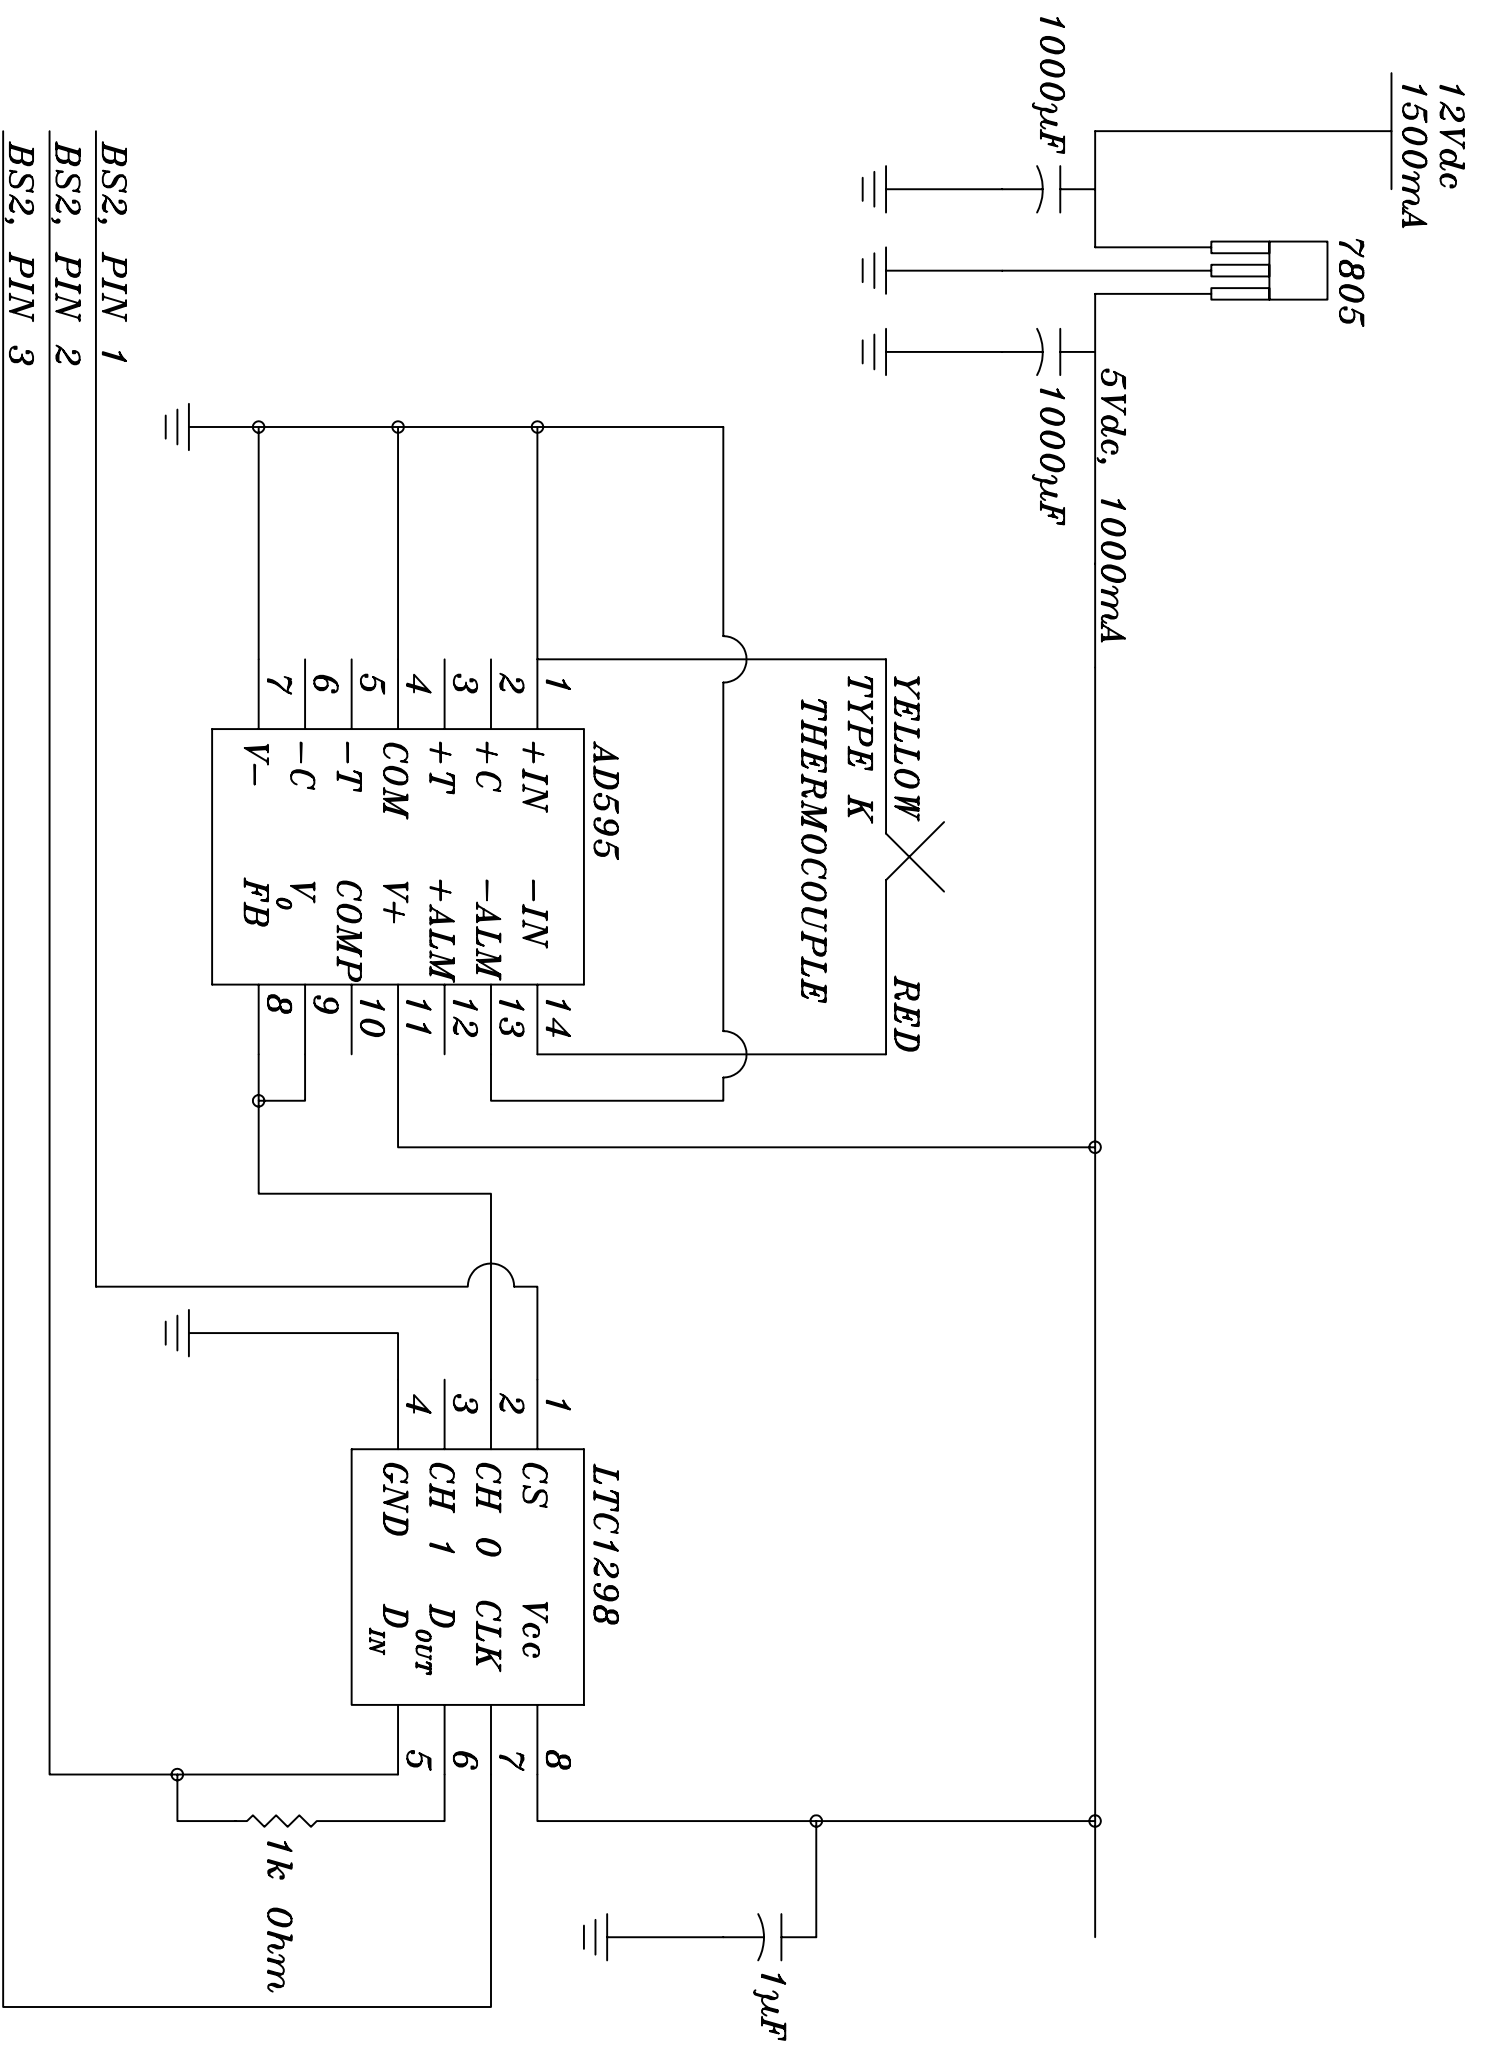 12Vdc
1500mA
7805
1000µF
1000µF
5Vdc, 1000mA
YELLOW
RED
TYPE K
THERMOCOUPLE
AD595
1
+IN
-IN
14
2
+C
-ALM
13
3
+T
+ALM
12
4
COM
V+
11
5
-T
COMP
10
6
-C
Vo
9
7
V-
FB
8
LTC1298
1
CS
Vcc
8
2
CH 0
CLK
7
3
CH 1
DOUT
6
4
GND
DIN
5
1µF
1k Ohm
BS2, PIN 1
BS2, PIN 2
BS2, PIN 3